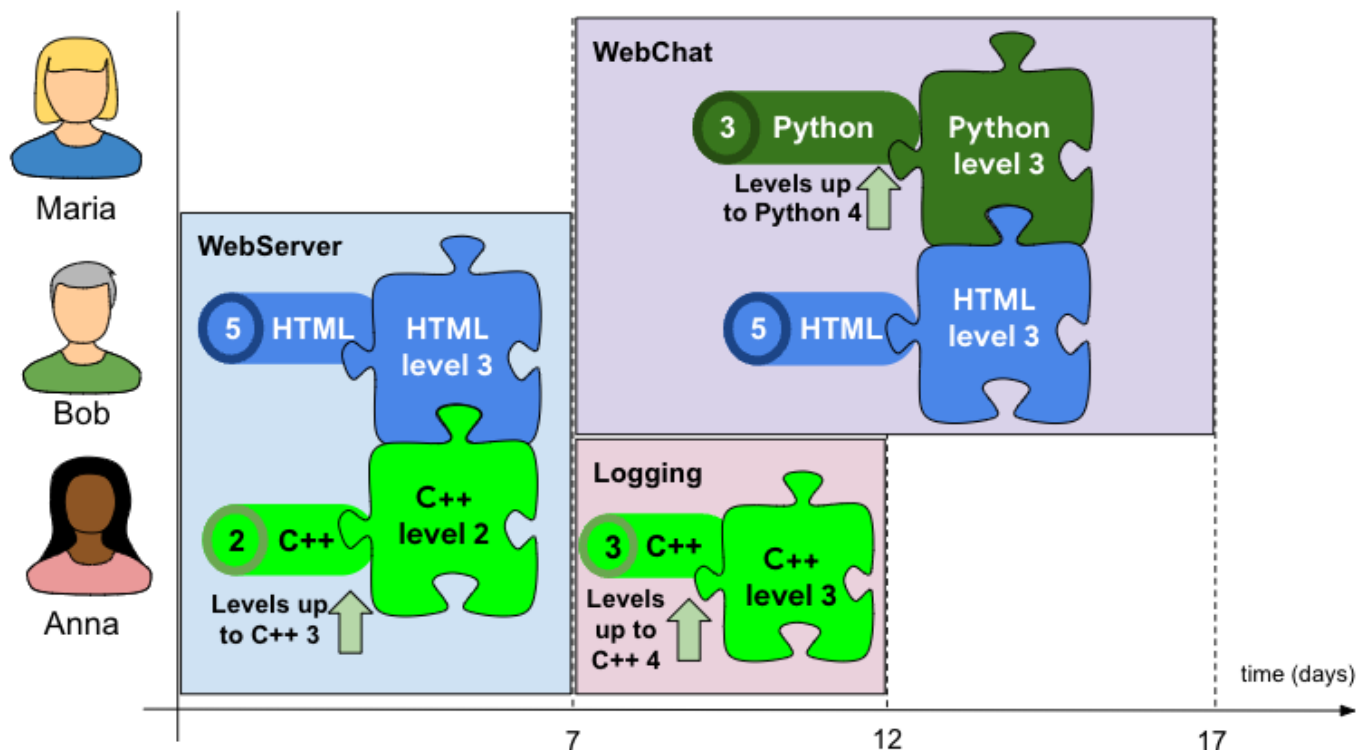 Maria
Bob
Anna
WebServer
5 HTML
HTML
level 3
2 C++
C++
level 2
Levels up
to C++ 3
WebChat
3 Python
Python
level 3
Levels up
to Python 4
5 HTML
HTML
level 3
Logging
3 C++
C++
level 3
Levels
up to
C++ 4
time (days)
7
12
17